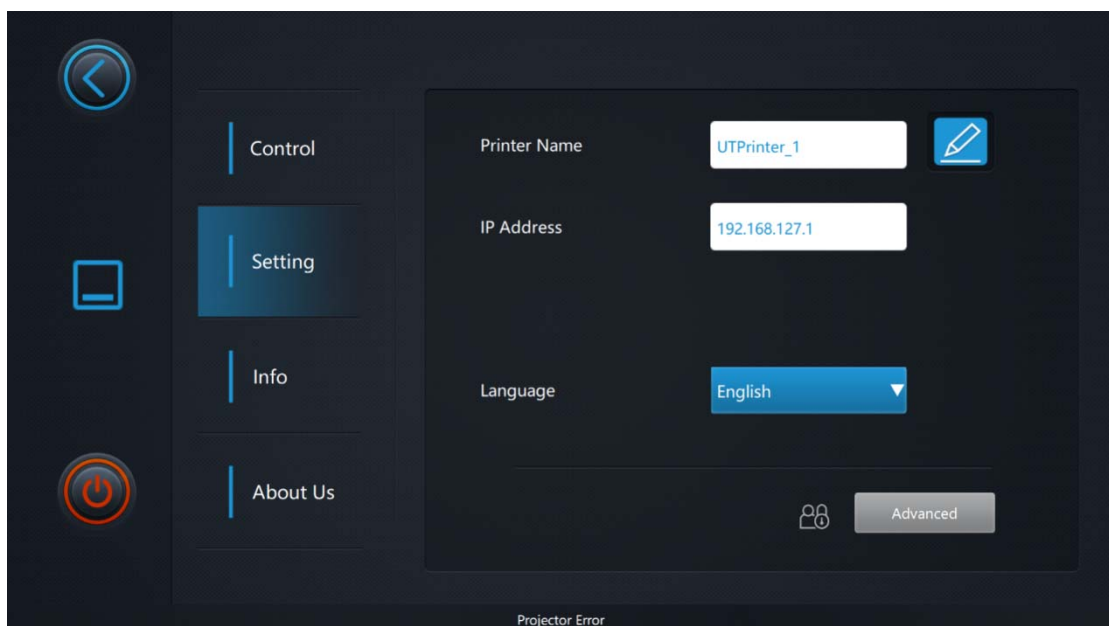 Control
Setting
Info
About Us
Printer Name
UTPrinter_1
IP Address
192.168.127.1
Language
English
Advanced
Projector Error